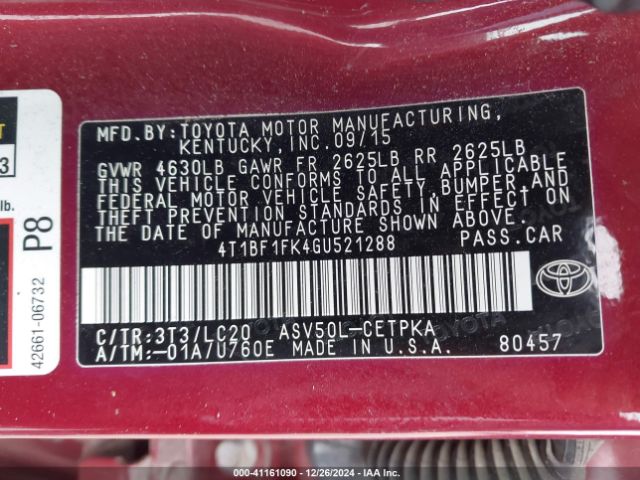 MFD.BY:TOYOTA MOTOR MANUFACTURING,
KENTUCKY, INC.09/15
GVWR 4630LB GAWR FR 2625LB RR 2625LB
THIS VEHICLE CONFORMS TO ALL APPLICABLE
FEDERAL MOTOR VEHICLE SAFETY, BUMPER, AND
THEFT PREVENTION STANDARDS IN EFFECT ON
THE DATE OF MANUFACTURE SHOWN ABOVE.
4T1BF1FK4GU521288 PASS.CAR
C/TR:3T3/LC20 ASV50L-CETPKA
A/TM:-01A/U760E MADE IN U.S.A. 80457
TOYOTA
3
lb.
P8
42661-06732
000-41161090 - 12/26/2024 - IAA Inc.